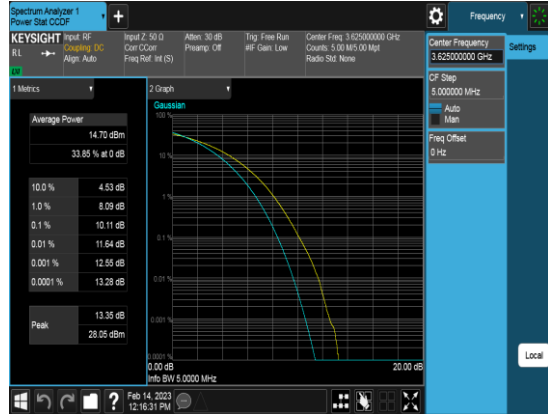 Spectrum Analyzer 1
Power Stat CCDF
+
Frequency
KEYSIGHT
RL
LV
Input: RF
Coupling: DC
Align: Auto
Input Z: 50 Ω
Corr CCorr
Freq Ref: Int (S)
Atten: 30 dB
Preamp: Off
Trig: Free Run
#IF Gain: Low
Center Freq: 3.625000000 GHz
Counts: 5.00 M/5.00 Mpt
Radio Std: None
Center Frequency
3.625000000 GHz
Settings
CF Step
5.000000 MHz
Auto
Man
Freq Offset
0 Hz
Local
1 Metrics
Average Power
14.70 dBm
33.85 % at 0 dB
10.0 % 4.53 dB
1.0 % 8.09 dB
0.1 % 10.11 dB
0.01 % 11.64 dB
0.001 % 12.55 dB
0.0001 % 13.28 dB
Peak
13.35 dB
28.05 dBm
2 Graph
Gaussian
100 %
10 %
1 %
0.1 %
0.01 %
0.001 %
0.0001 %
0.00 dB 20.00 dB
Info BW 5.0000 MHz
?
Feb 14, 2023
12:16:31 PM